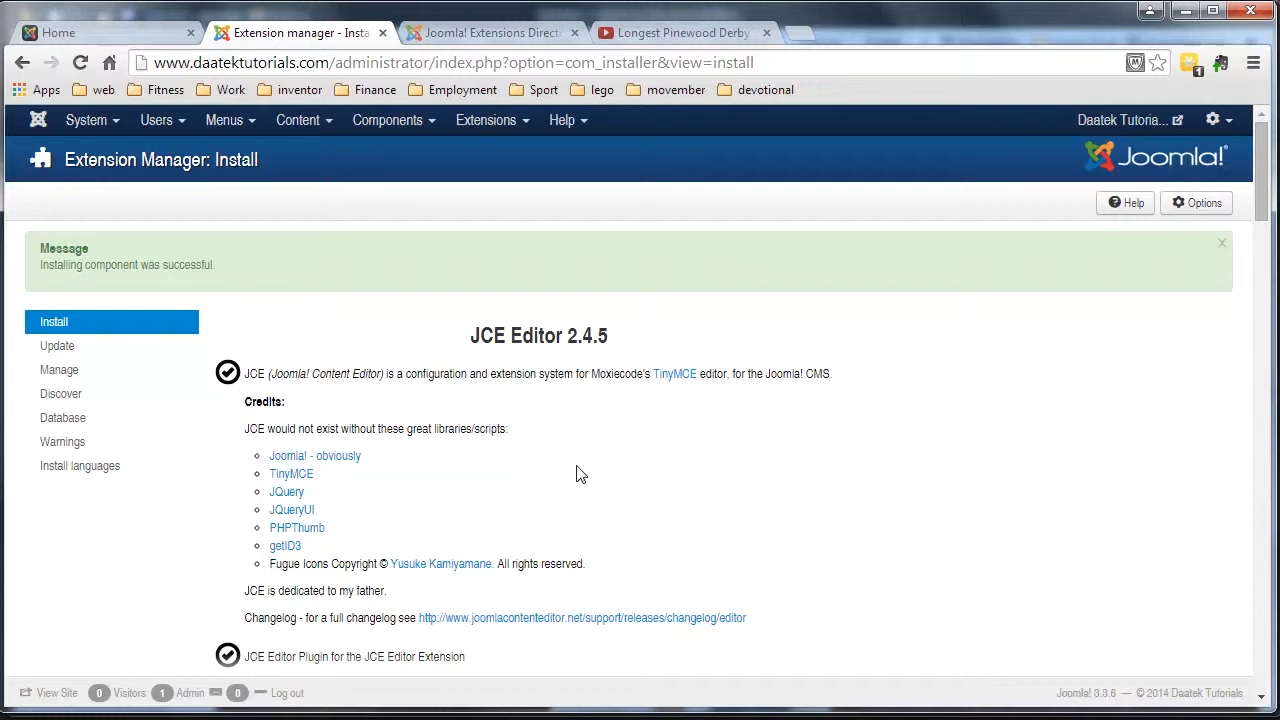 Home
Extension manager - Insta
Joomla! Extensions Direct
Longest Pinewood Derby
www.daatektutorials.com/administrator/index.php?option=com_installer&view=install
Apps web Fitness Work inventor Finance Employment Sport lego movember devotional
1
System Users Menus Content Components Extensions Help Daatek Tutoria...
Extension Manager: Install
Joomla!®
Help Options
Message
Installing component was successful.
x
Install
Update
Manage
Discover
Database
Warnings
Install languages
JCE Editor 2.4.5
JCE (Joomla! Content Editor) is a configuration and extension system for Moxiecode's TinyMCE editor, for the Joomla! CMS.
Credits:
JCE would not exist without these great libraries/scripts:
Joomla! - obviously
TinyMCE
JQuery
JQueryUI
PHPThumb
getID3
Fugue Icons Copyright © Yusuke Kamiyamane. All rights reserved.
JCE is dedicated to my father.
Changelog - for a full changelog see http://www.joomlacontenteditor.net/support/releases/changelog/editor
JCE Editor Plugin for the JCE Editor Extension
View Site 0 Visitors 1 Admin 0 Log out
Joomla! 3.3.6 — © 2014 Daatek Tutorials